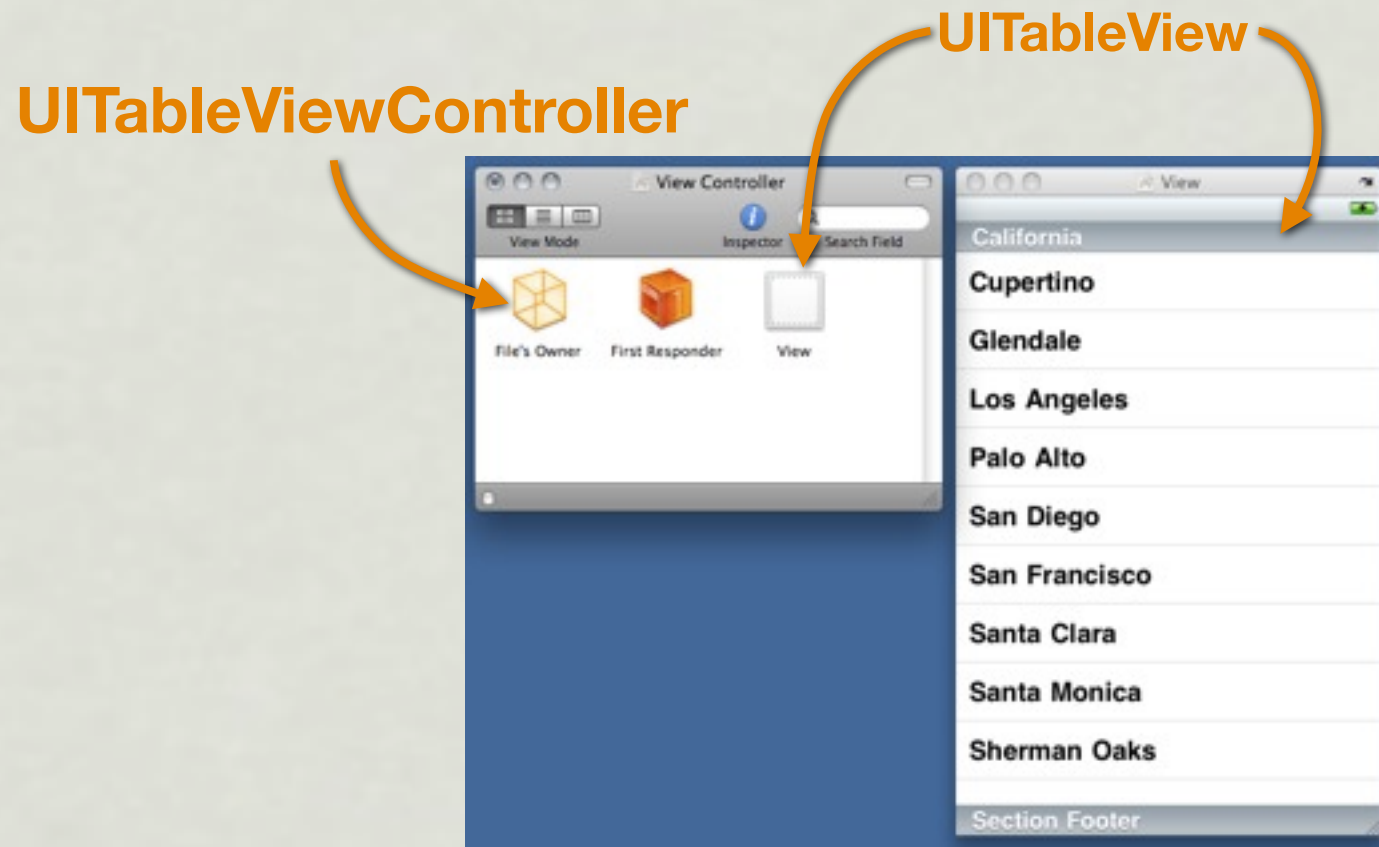 UITableView
UITableViewController
View Controller
View Mode
Inspector
Search Field
File's Owner
First Responder
View
View
California
Cupertino
Glendale
Los Angeles
Palo Alto
San Diego
San Francisco
Santa Clara
Santa Monica
Sherman Oaks
Section Footer